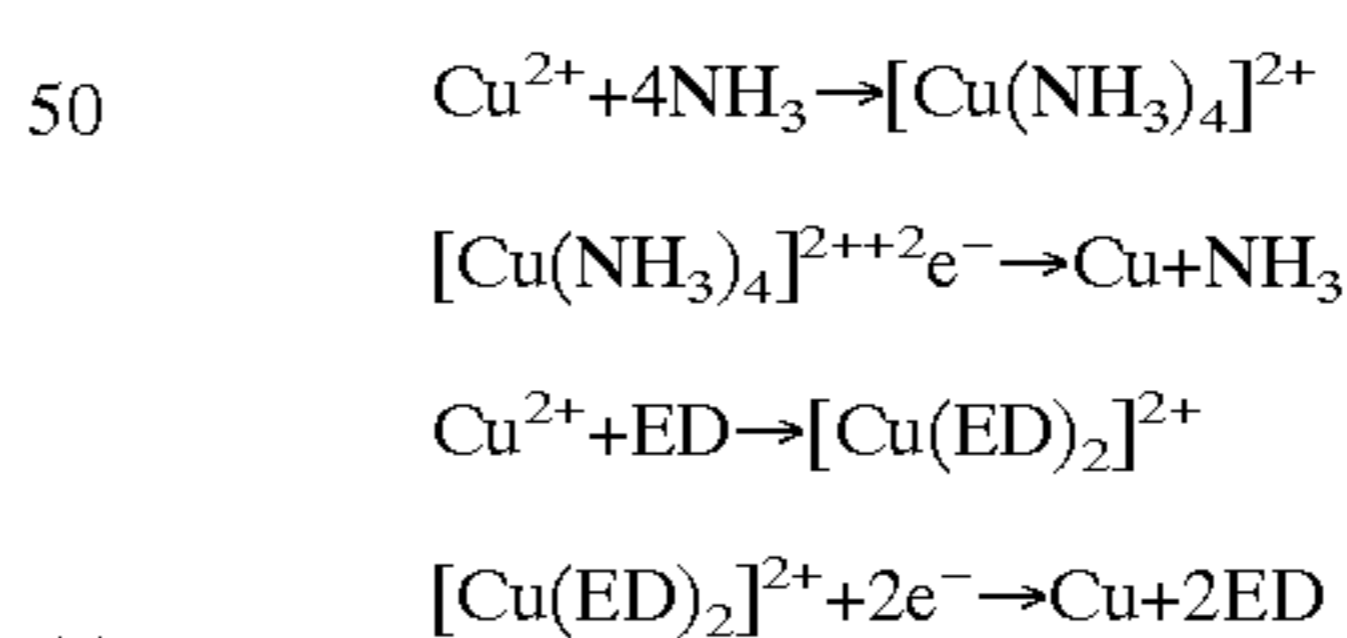 50 Cu²⁺+4NH₃→[Cu(NH₃)₄]²⁺
[Cu(NH₃)₄]²⁺⁺²e⁻→Cu+NH₃
Cu²⁺+ED→[Cu(ED)₂]²⁺
[Cu(ED)₂]²⁺+2e⁻→Cu+2ED